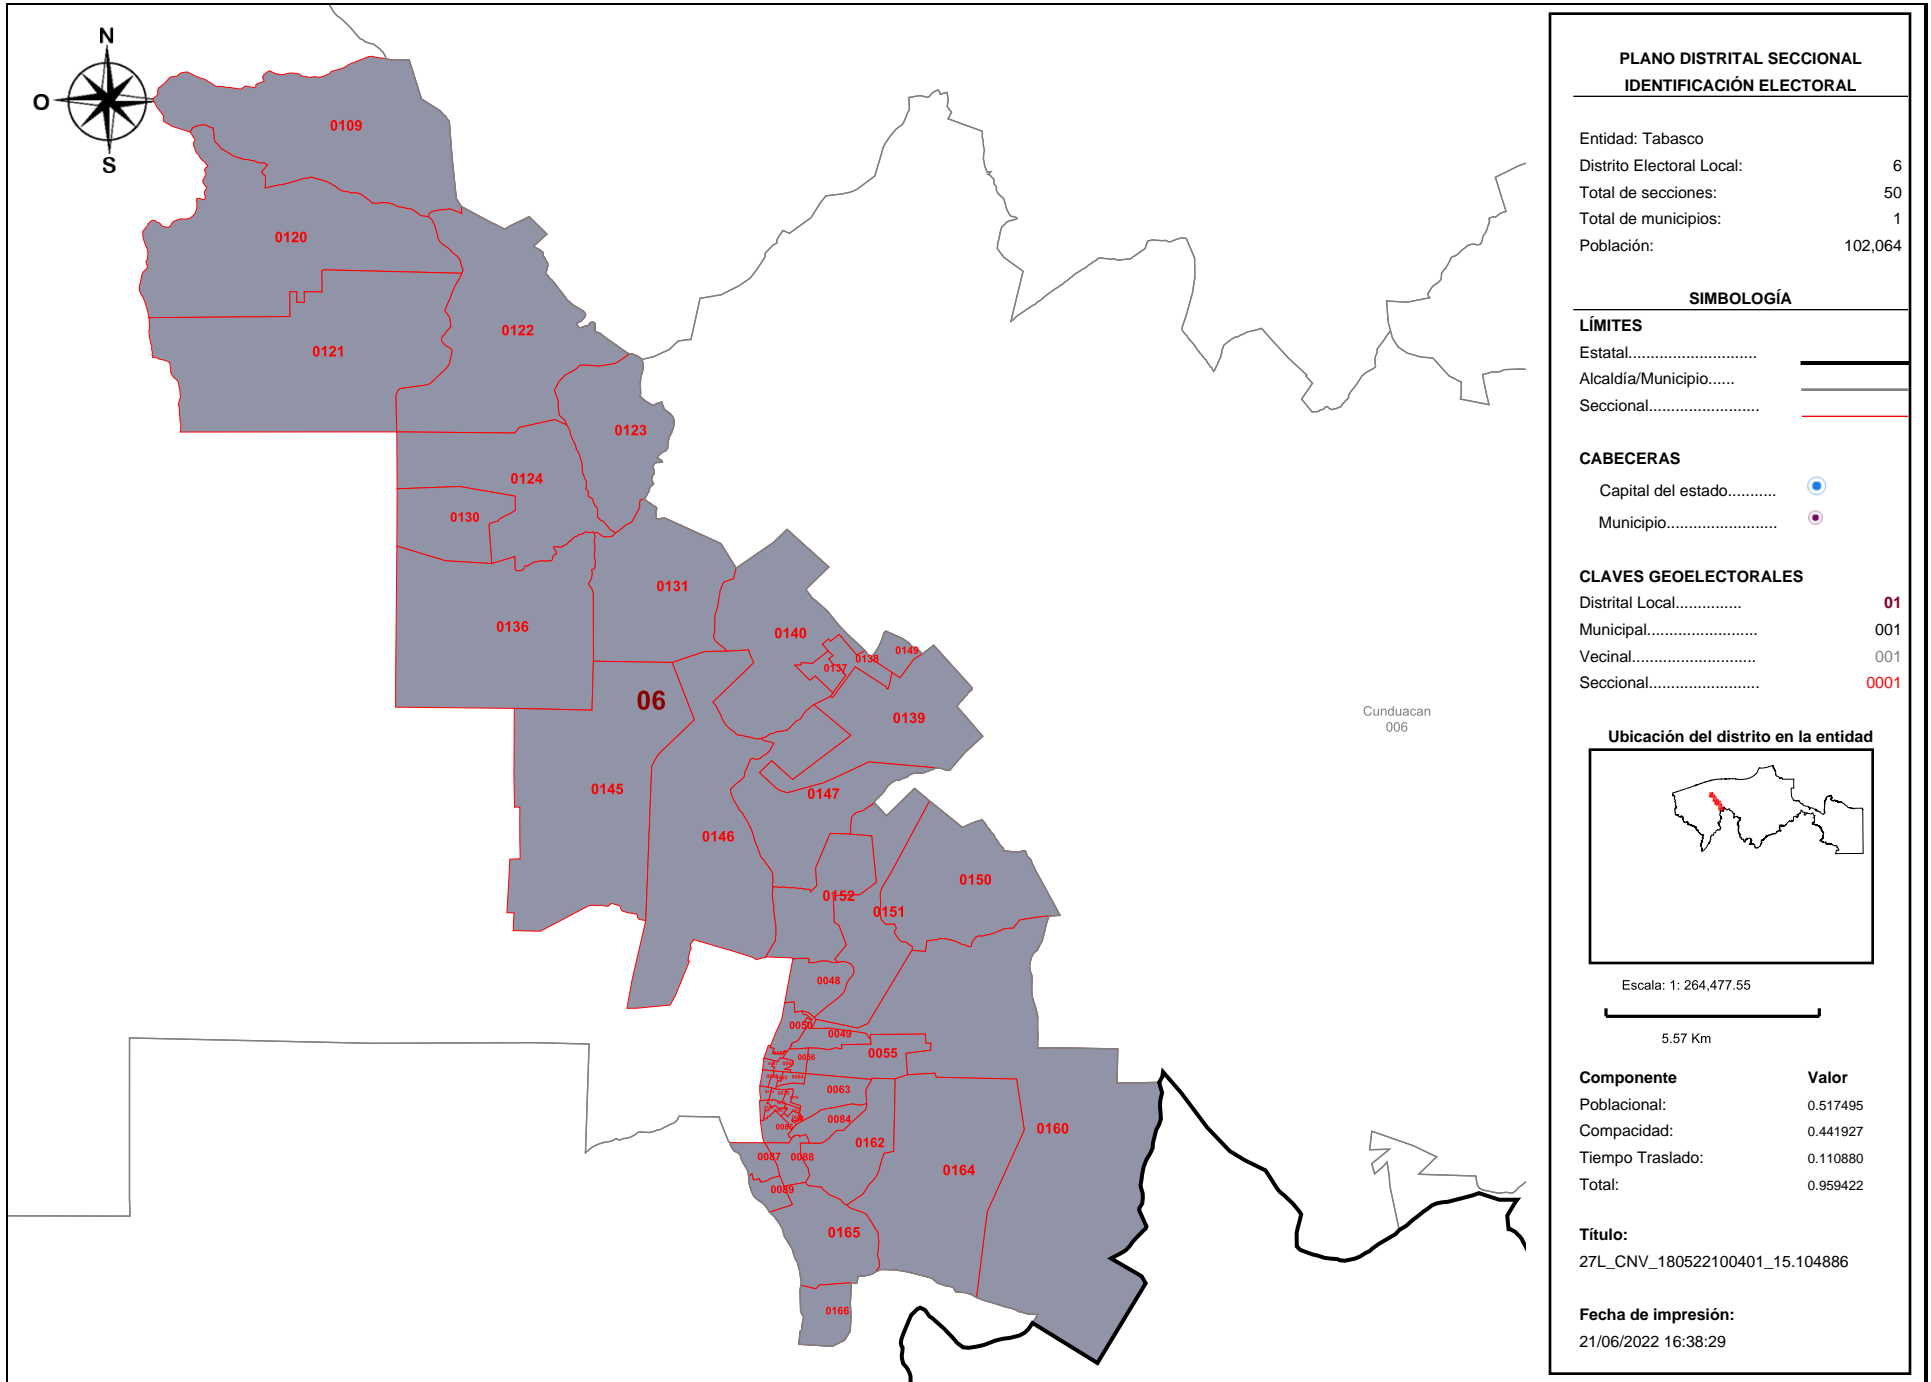 N
O
S
0109
0120
0122
0121
0123
0124
0130
0131
0136
0140
0149
0138
0137
06
0139
0145
0147
0146
0150
0152
0151
0048
0050
0049
0055
0056
0063
0084
0162
0160
0087
0088
0164
0089
0165
0166
Cunduacan
006
PLANO DISTRITAL SECCIONAL
IDENTIFICACIÓN ELECTORAL
Entidad: Tabasco
Distrito Electoral Local: 6
Total de secciones: 50
Total de municipios: 1
Población: 102,064
SIMBOLOGÍA
LÍMITES
Estatal............................
Alcaldía/Municipio......
Seccional.........................
CABECERAS
Capital del estado...........
Municipio.........................
CLAVES GEOELECTORALES
Distrital Local............... 01
Municipal......................... 001
Vecinal............................ 001
Seccional......................... 0001
Ubicación del distrito en la entidad
Escala: 1: 264,477.55
5.57 Km
Componente Valor
Poblacional: 0.517495
Compacidad: 0.441927
Tiempo Traslado: 0.110880
Total: 0.959422
Título:
27L_CNV_180522100401_15.104886
Fecha de impresión:
21/06/2022 16:38:29